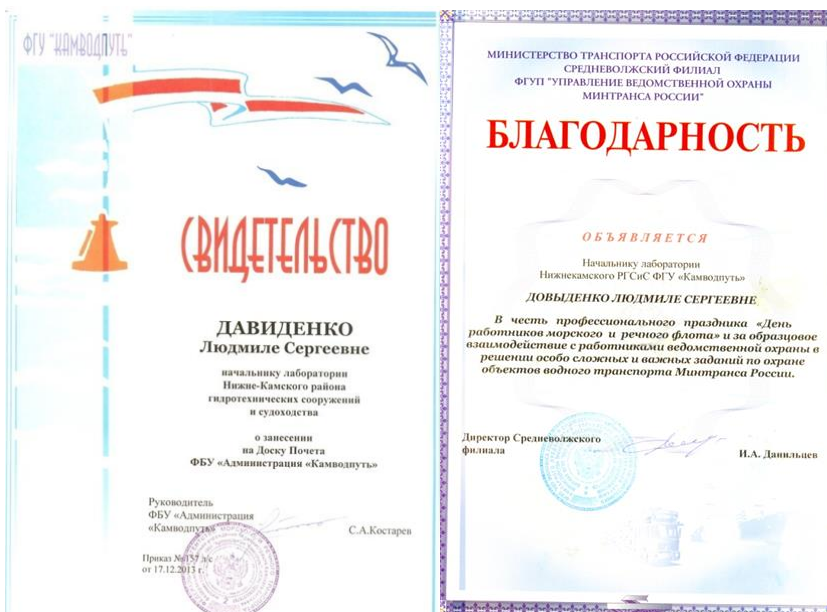 ФГУ "КАМВОДПУТЬ"
СВИДЕТЕЛЬСТВО
ДАВИДЕНКО
Людмиле Сергеевне
начальнику лаборатории
Нижне-Камского района
гидротехнических сооружений
и судоходства
о занесении
на Доску Почета
ФБУ «Администрация «Камводпуть»
Руководитель
ФБУ «Администрация
«Камводпуть»
С.А.Костарев
Приказ № 157 л/с
от 17.12.2013 г.
МИНИСТЕРСТВО ТРАНСПОРТА РОССИЙСКОЙ ФЕДЕРАЦИИ
СРЕДНЕВОЛЖСКИЙ ФИЛИАЛ
ФГУП "УПРАВЛЕНИЕ ВЕДОМСТВЕННОЙ ОХРАНЫ
МИНТРАНСА РОССИИ"
БЛАГОДАРНОСТЬ
ОБЪЯВЛЯЕТСЯ
Начальнику лаборатории
Нижнекамского РГСиС ФГУ «Камводпуть»
ДОВЫДЕНКО ЛЮДМИЛЕ СЕРГЕЕВНЕ
В честь профессионального праздника «День
работников морского и речного флота» и за образцовое
взаимодействие с работниками ведомственной охраны в
решении особо сложных и важных заданий по охране
объектов водного транспорта Минтранса России.
Директор Средневолжского
филиала
И.А. Данильцев